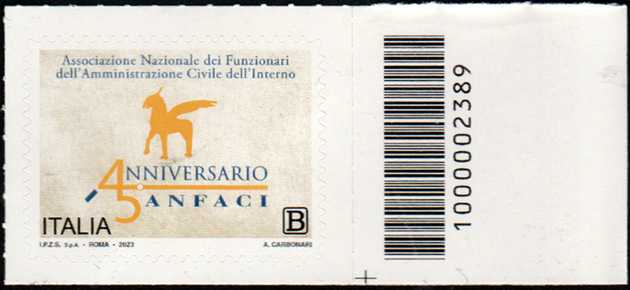 Associazione Nazionale dei Funzionari
dell'Amministrazione Civile dell'Interno
45 ANNIVERSARIO
ANFACI
ITALIA B
I.P.Z.S. S.p.A. • ROMA • 2023 A. CARBONARI
1000002389